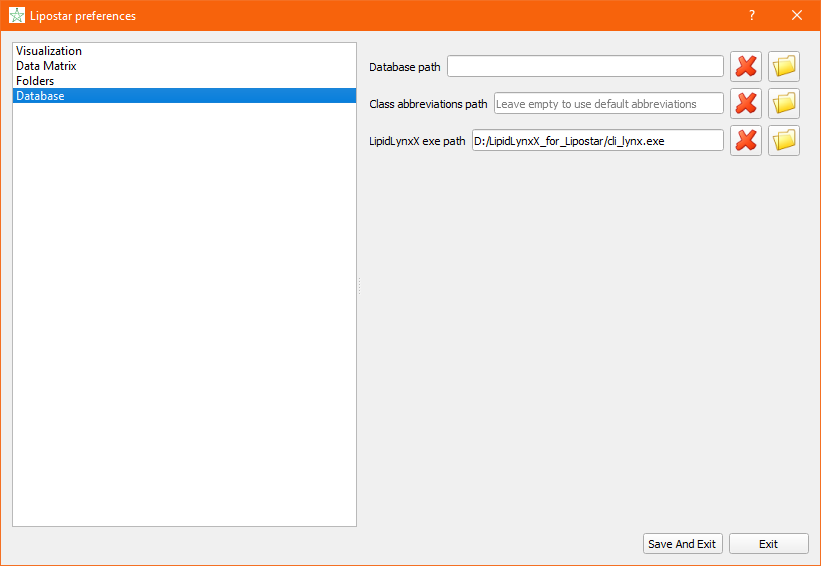 Lipostar preferences
?
Visualization
Data Matrix
Folders
Database
Database path
Class abbreviations path Leave empty to use default abbreviations
LipidLynxX exe path D:/LipidLynxX_for_Lipostar/cli_lynx.exe
Save And Exit Exit